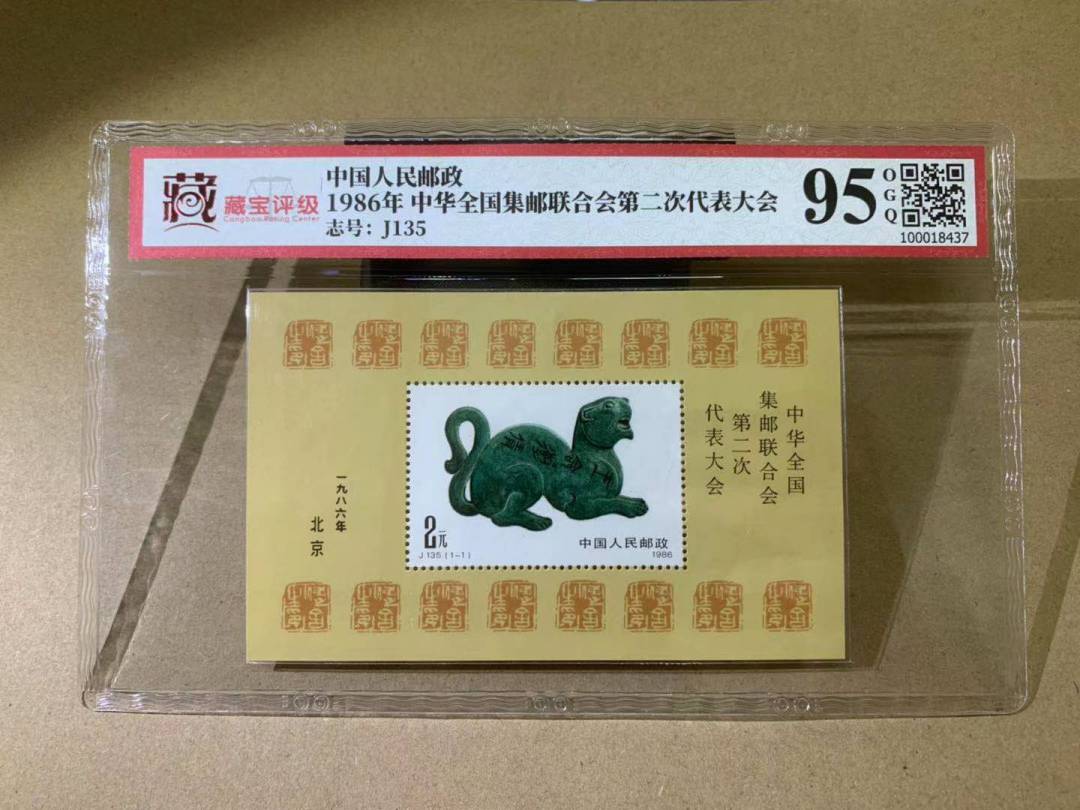 藏
藏宝评级
Cangbao Rating Center
中国人民邮政
1986年 中华全国集邮联合会第二次代表大会
志号：J135
95
OGQ
100018437
中华全国
集邮联合会
第二次
代表大会
一九八六年
北京
2元
J 135.(1-1)
中国人民邮政
1986